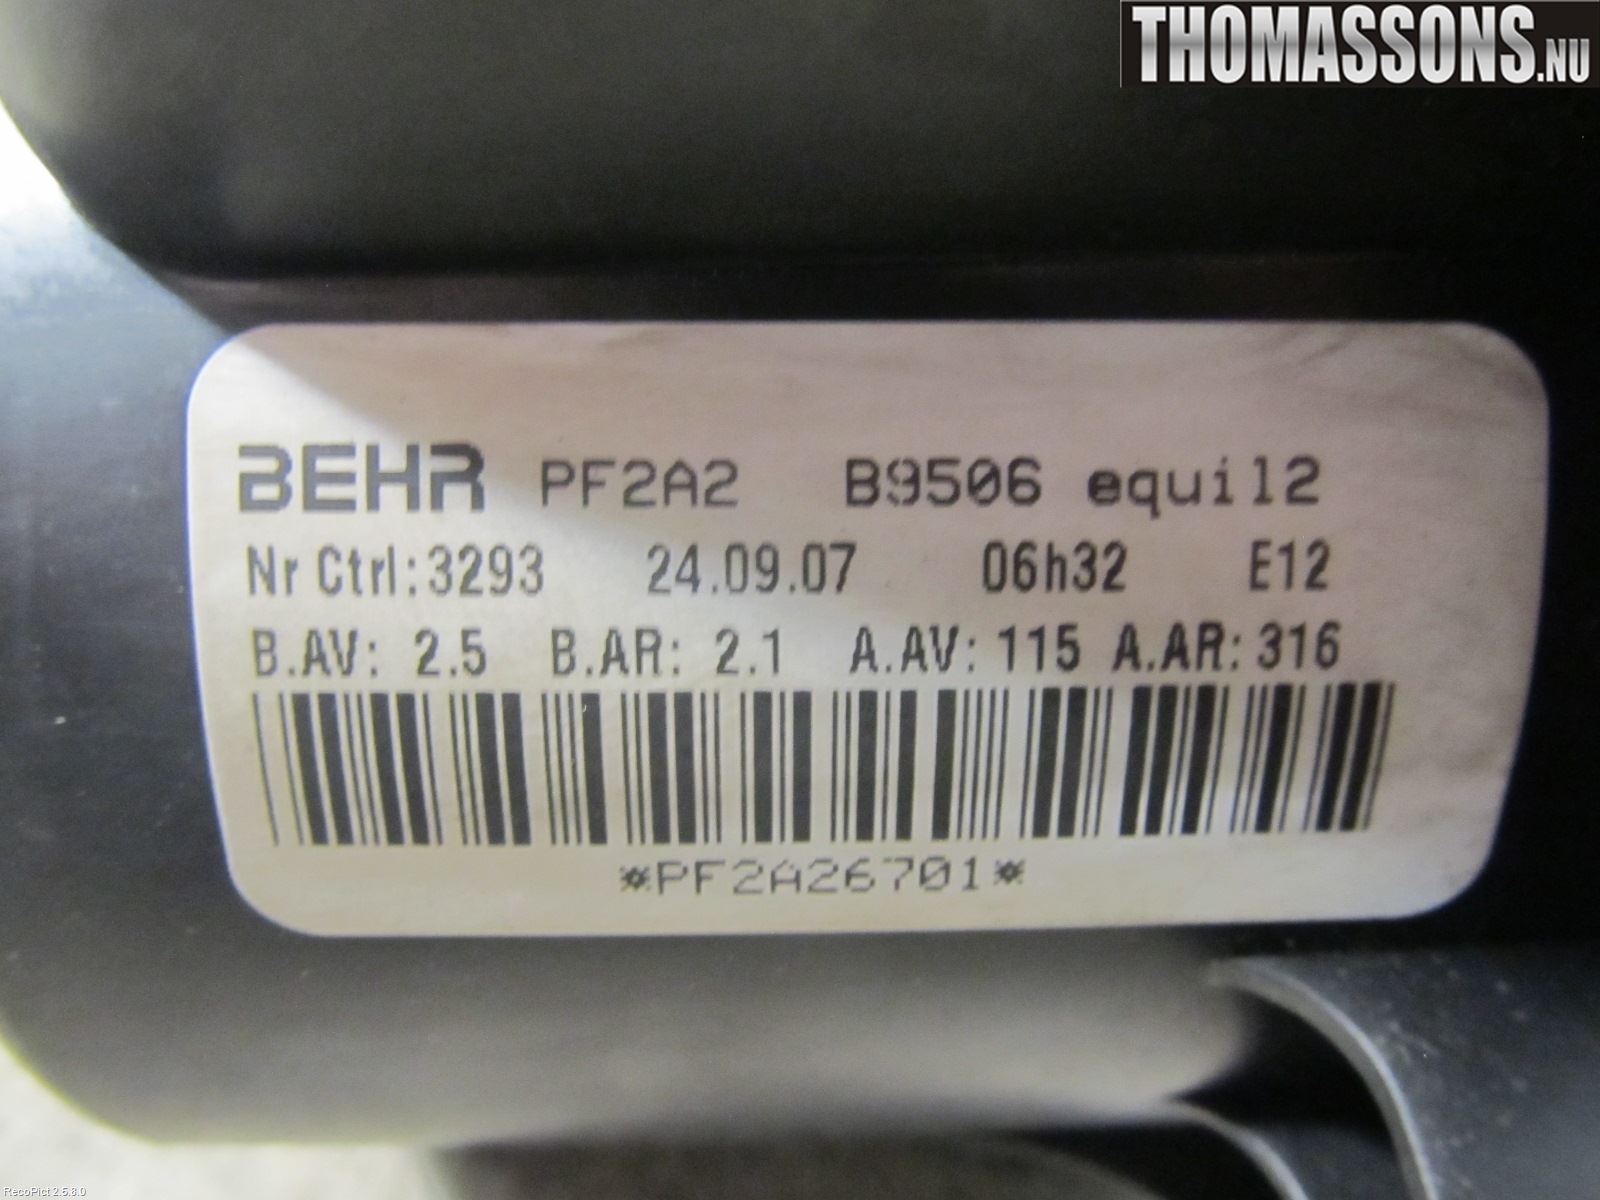 THOMASSONS.NU
BEHR PF2A2 B9506 equil2
Nr Ctrl:3293 24.09.07 06h32 E12
B.AV: 2.5 B.AR: 2.1 A.AV: 115 A.AR: 316
*PF2A26701*
RecoPict 2.5.8.0